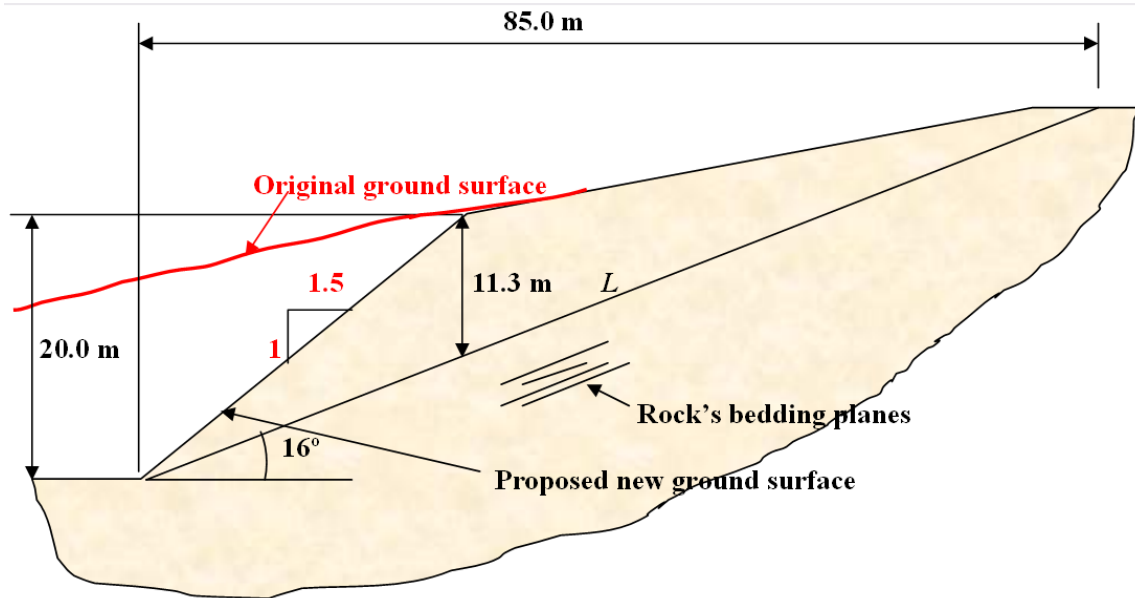 85.0 m
Original ground surface
1.5
11.3 m
L
1
20.0 m
Rock's bedding planes
16°
Proposed new ground surface